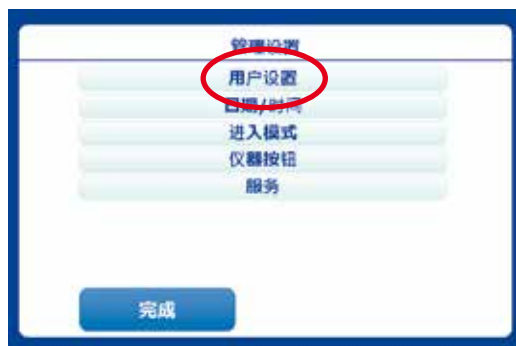 管理设置
用户设置
日期/时间
进入模式
仪器按钮
服务
完成